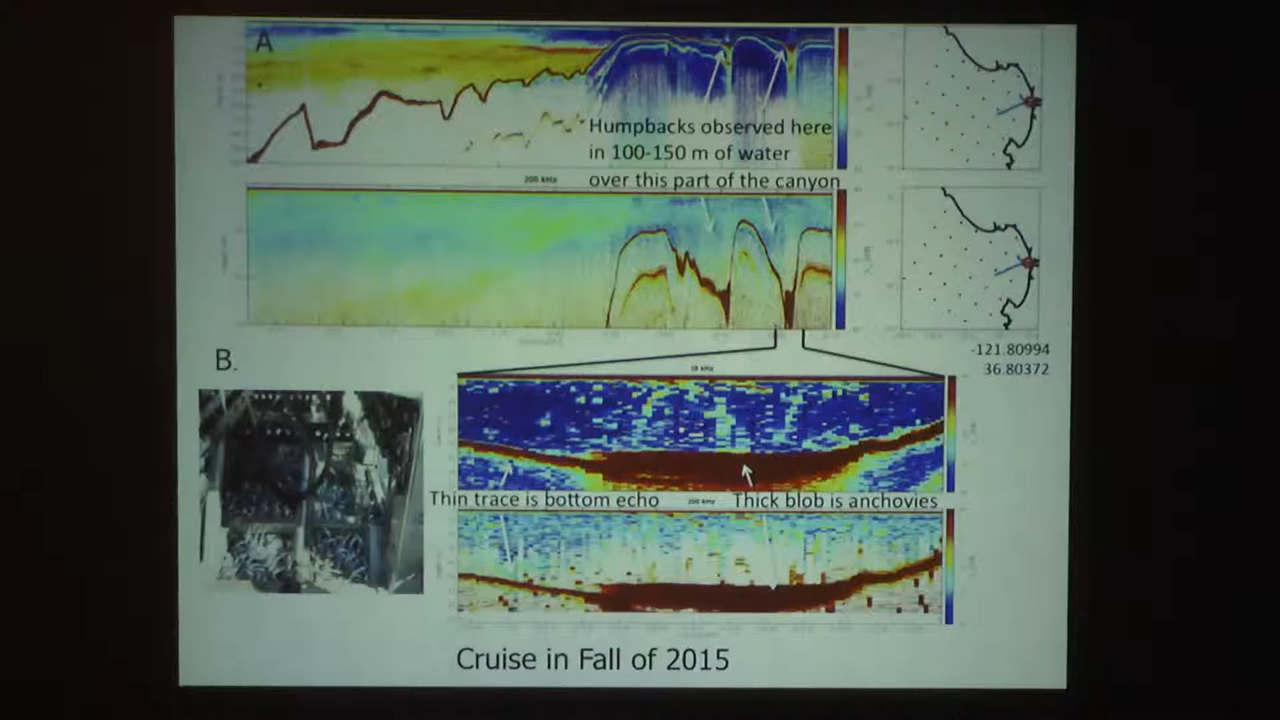 A
Humpbacks observed here
in 100-150 m of water
over this part of the canyon
200 kHz
-121.80994
36.80372
B.
Thin trace is bottom echo
200 kHz
Thick blob is anchovies
Cruise in Fall of 2015